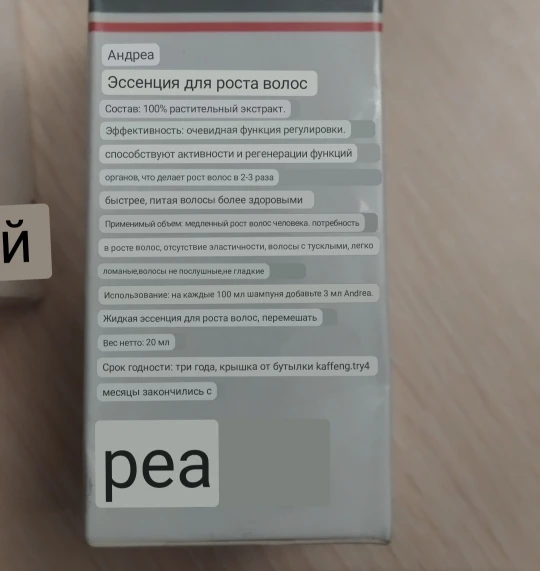 Андреа
Эссенция для роста волос
Состав: 100% растительный экстракт.
Эффективность: очевидная функция регулировки.
способствуют активности и регенерации функций
органов, что делает рост волос в 2-3 раза
быстрее, питая волосы более здоровыми
Применимый объем: медленный рост волос человека. потребность
в росте волос, отсутствие эластичности, волосы с тусклыми, легко
ломаные,волосы не послушные,не гладкие
Использование: на каждые 100 мл шампуня добавьте 3 мл Andrea.
Жидкая эссенция для роста волос, перемешать
Вес нетто: 20 мл
Срок годности: три года, крышка от бутылки kaffeng.try4
месяцы закончились с
реа
й